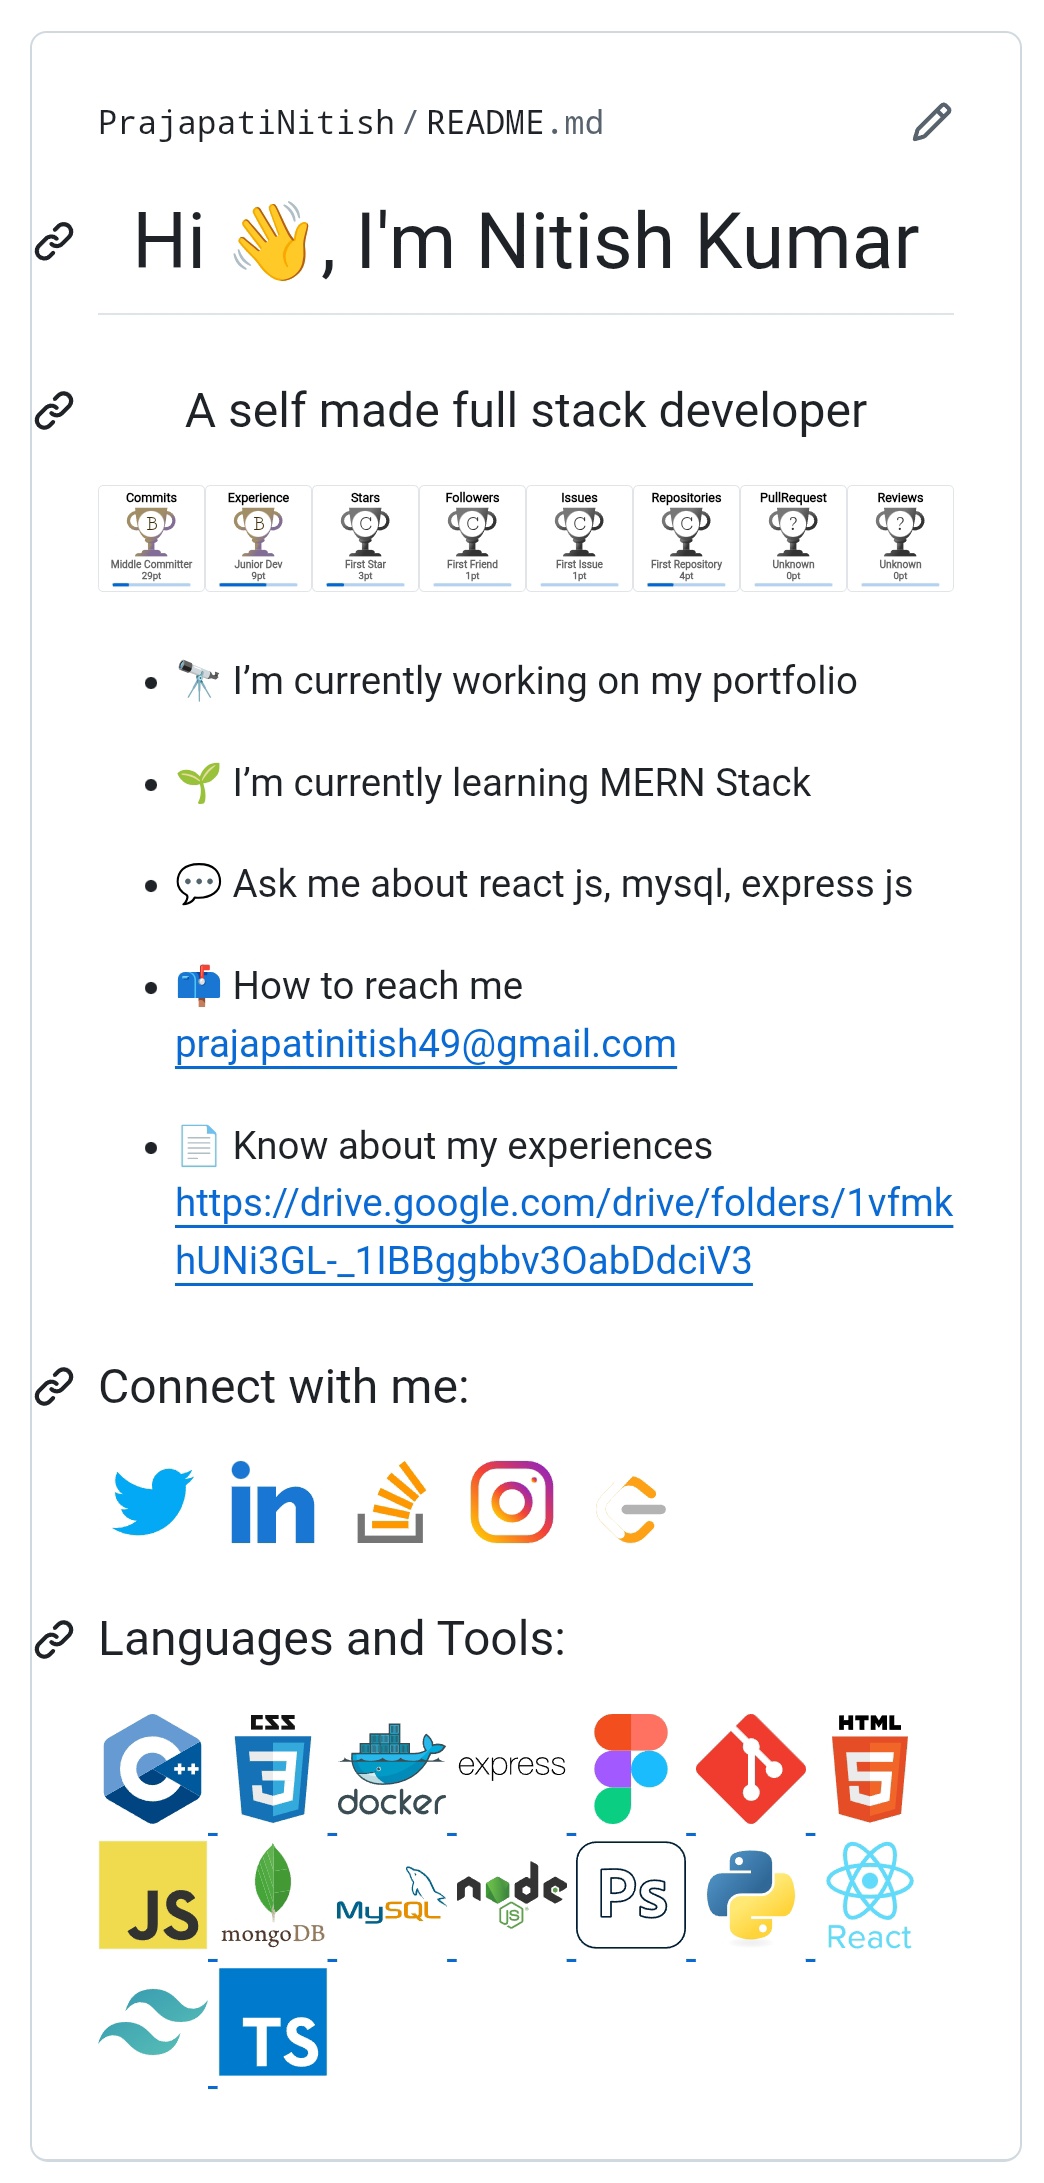 PrajapatiNitish / README.md
Hi 👋, I'm Nitish Kumar
A self made full stack developer
Commits Experience Stars Followers Issues Repositories PullRequest Reviews
B B C C C C ? ?
Middle Committer Junior Dev First Star First Friend First Issue First Repository Unknown Unknown
29pt 9pt 3pt 1pt 1pt 4pt 0pt 0pt
🔭 I’m currently working on my portfolio
🌱 I’m currently learning MERN Stack
💬 Ask me about react js, mysql, express js
📫 How to reach me
prajapatinitish49@gmail.com
📄 Know about my experiences
https://drive.google.com/drive/folders/1vfmk
hUNi3GL-_1IBBggbbv3OabDdciV3
Connect with me:
in
Languages and Tools:
C++ CSS 3 docker express HTML 5
JS mongoDB MySQL node JS Ps React
TS